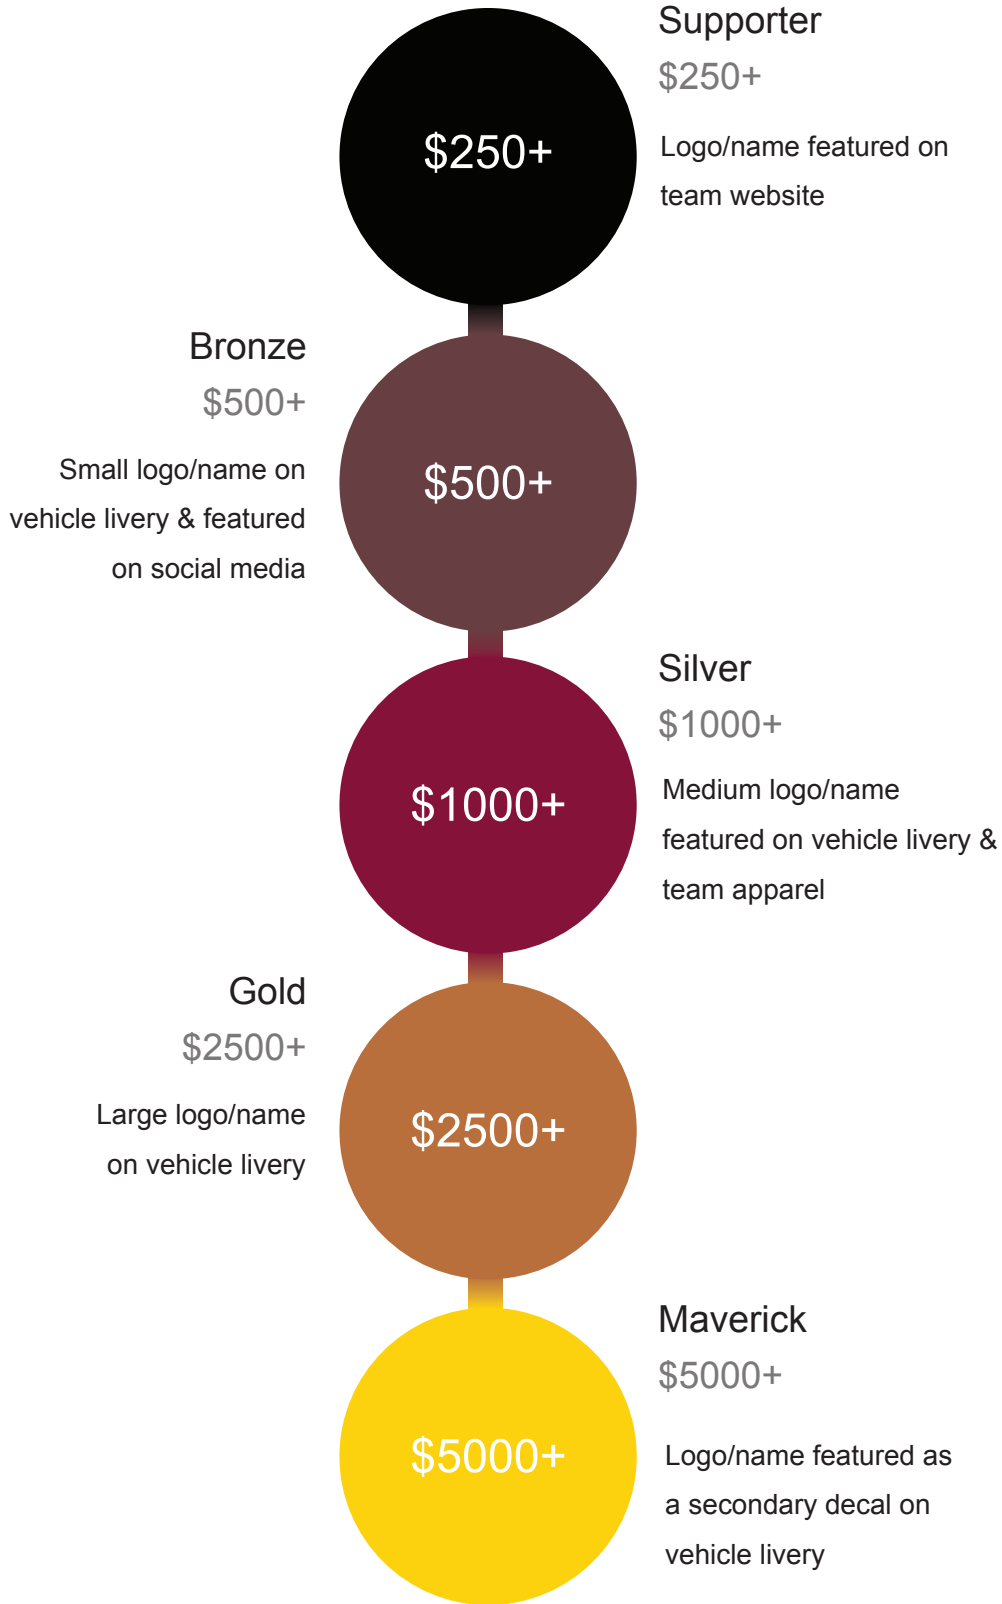 Supporter
$250+
$250+
Logo/name featured on
team website
Bronze
$500+
Small logo/name on
vehicle livery & featured
on social media
$500+
Silver
$1000+
Medium logo/name
featured on vehicle livery &
team apparel
$1000+
Gold
$2500+
Large logo/name
on vehicle livery
$2500+
Maverick
$5000+
Logo/name featured as
a secondary decal on
vehicle livery
$5000+